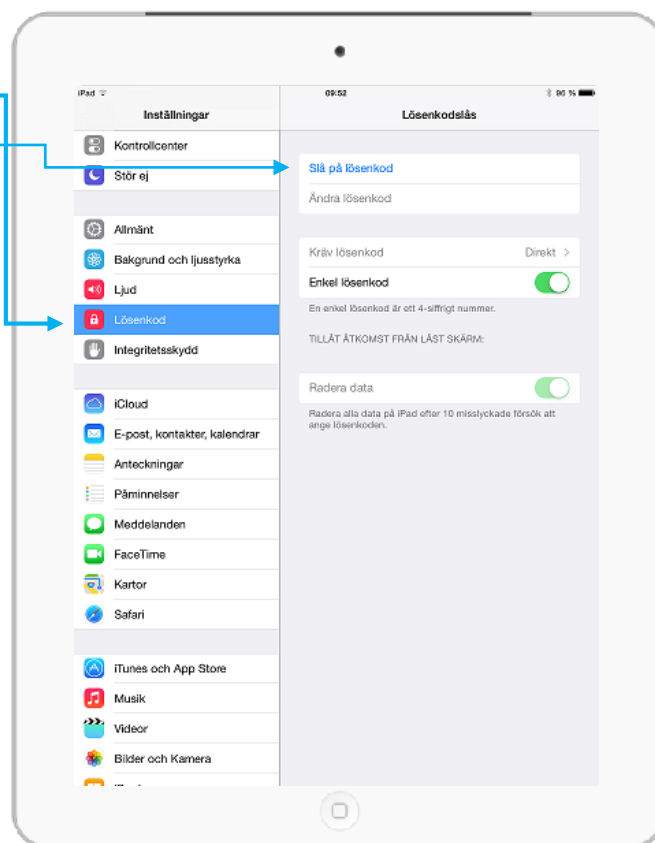 iPad 09:52 86 %
Inställningar
Kontrollcenter
Stör ej
Allmänt
Bakgrund och ljusstyrka
Ljud
Lösenkod
Integritetsskydd
iCloud
E-post, kontakter, kalendrar
Anteckningar
Påminnelser
Meddelanden
FaceTime
Kartor
Safari
iTunes och App Store
Musik
Videor
Bilder och Kamera
Lösenkodslås
Slå på lösenkod
Ändra lösenkod
Kräv lösenkod Direkt
Enkel lösenkod
En enkel lösenkod är ett 4-siffrigt nummer.
TILLÅT ÅTKOMST FRÅN LÅST SKÄRM:
Radera data
Radera alla data på iPad efter 10 misslyckade försök att
ange lösenkoden.